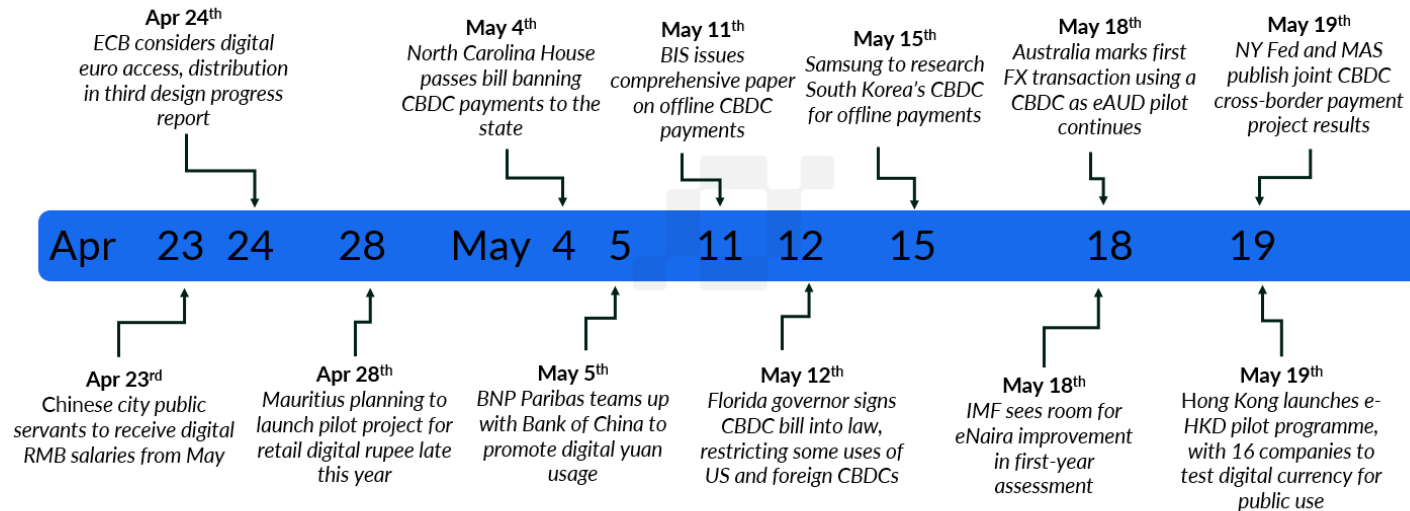 Apr 24th
ECB considers digital
euro access, distribution
in third design progress
report
May 4th
North Carolina House
passes bill banning
CBDC payments to the
state
May 11th
BIS issues
comprehensive paper
on offline CBDC
payments
May 15th
Samsung to research
South Korea's CBDC
for offline payments
May 18th
Australia marks first
FX transaction using a
CBDC as eAUD pilot
continues
May 19th
NY Fed and MAS
publish joint CBDC
cross-border payment
project results
Apr 23 24 28 May 4 5 11 12 15 18 19
Apr 23rd
Chinese city public
servants to receive digital
RMB salaries from May
Apr 28th
Mauritius planning to
launch pilot project for
retail digital rupee late
this year
May 5th
BNP Paribas teams up
with Bank of China to
promote digital yuan
usage
May 12th
Florida governor signs
CBDC bill into law,
restricting some uses of
US and foreign CBDCs
May 18th
IMF sees room for
eNaira improvement
in first-year
assessment
May 19th
Hong Kong launches e-
HKD pilot programme,
with 16 companies to
test digital currency for
public use